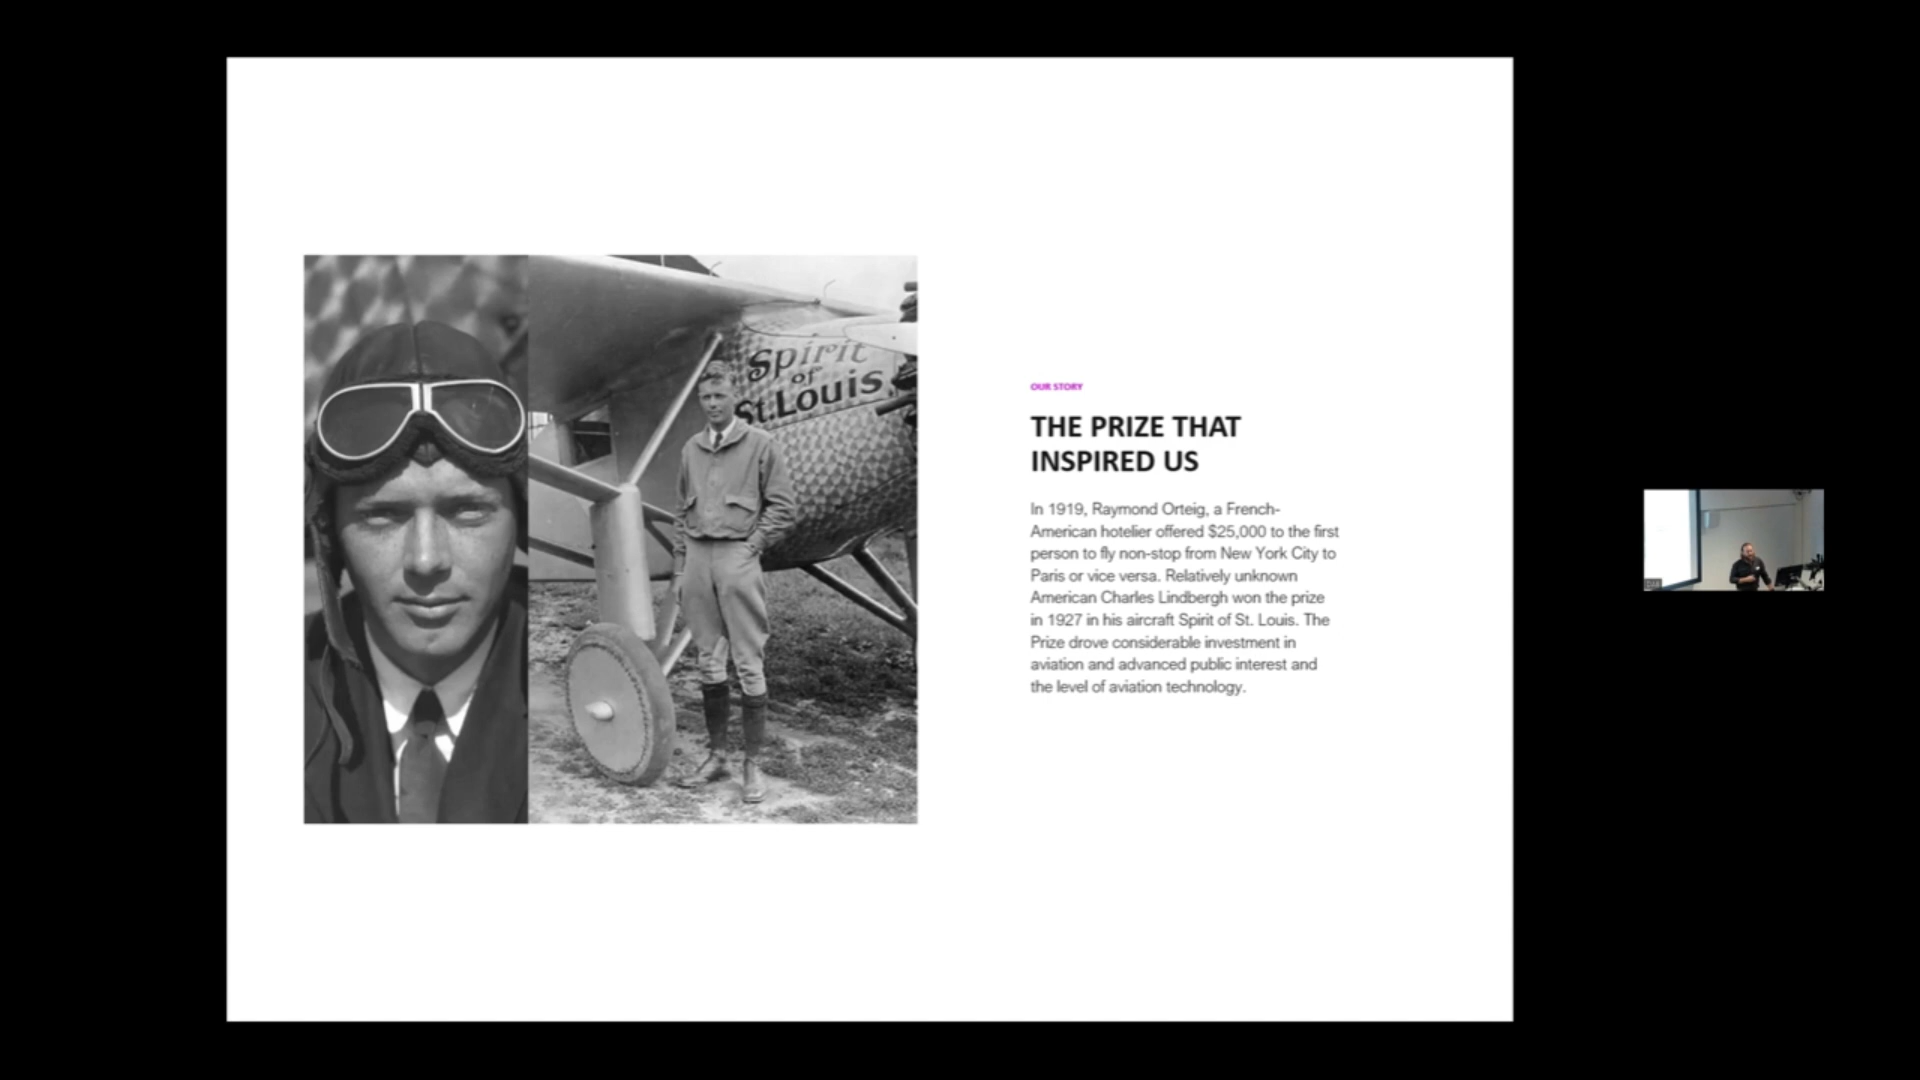 Spirit
of
St. Louis
OUR STORY
THE PRIZE THAT
INSPIRED US
In 1919, Raymond Orteig, a French-
American hotelier offered $25,000 to the first
person to fly non-stop from New York City to
Paris or vice versa. Relatively unknown
American Charles Lindbergh won the prize
in 1927 in his aircraft Spirit of St. Louis. The
Prize drove considerable investment in
aviation and advanced public interest and
the level of aviation technology.